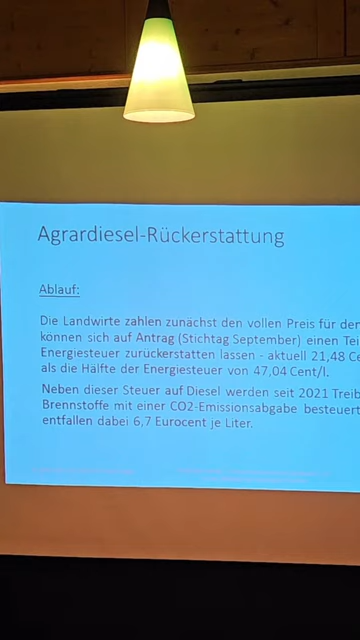 Agrardiesel-Rückerstattung
Ablauf:
Die Landwirte zahlen zunächst den vollen Preis für den
können sich auf Antrag (Stichtag September) einen Tei
Energiesteuer zurückerstatten lassen - aktuell 21,48 Ce
als die Hälfte der Energiesteuer von 47,04 Cent/l.
Neben dieser Steuer auf Diesel werden seit 2021 Treib
Brennstoffe mit einer CO2-Emissionsabgabe besteuert
entfallen dabei 6,7 Eurocent je Liter.